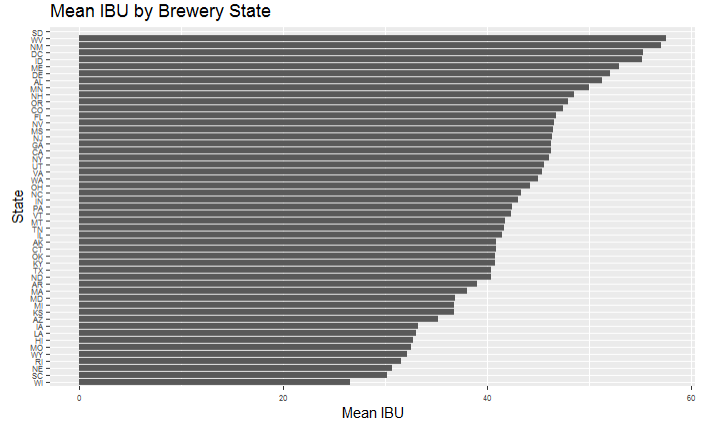 Mean IBU by Brewery State
State
SD
WV
NM
DC
ID
ME
DE
AL
MN
NH
OR
CO
FL
NV
MS
NJ
GA
CA
NY
UT
VA
WA
OH
NC
IN
PA
VT
MT
TN
IL
AK
CT
OK
KY
TX
ND
AR
MA
MD
MI
KS
AZ
IA
LA
HI
MO
WY
RI
NE
SC
WI
0 20 40 60
Mean IBU